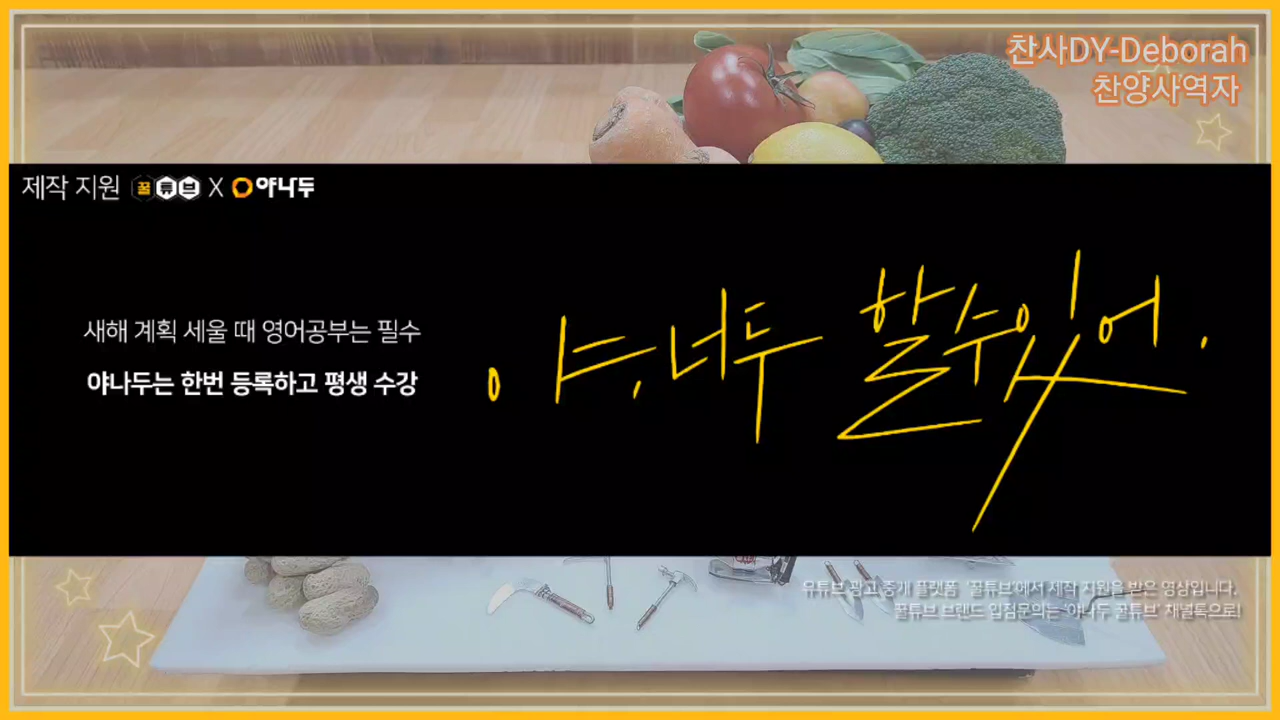 찬사DY-Deborah
찬양사역자
제작 지원 꿀튜브 X 야나두
새해 계획 세울 때 영어공부는 필수
야나두는 한번 등록하고 평생 수강
야, 너두 할 수 있어.
유튜브 광고 중개 플랫폼 '꿀튜브'에서 제작 지원을 받은 영상입니다.
꿀튜브 브랜드 입점문의는 '야나두 꿀튜브' 채널톡으로!